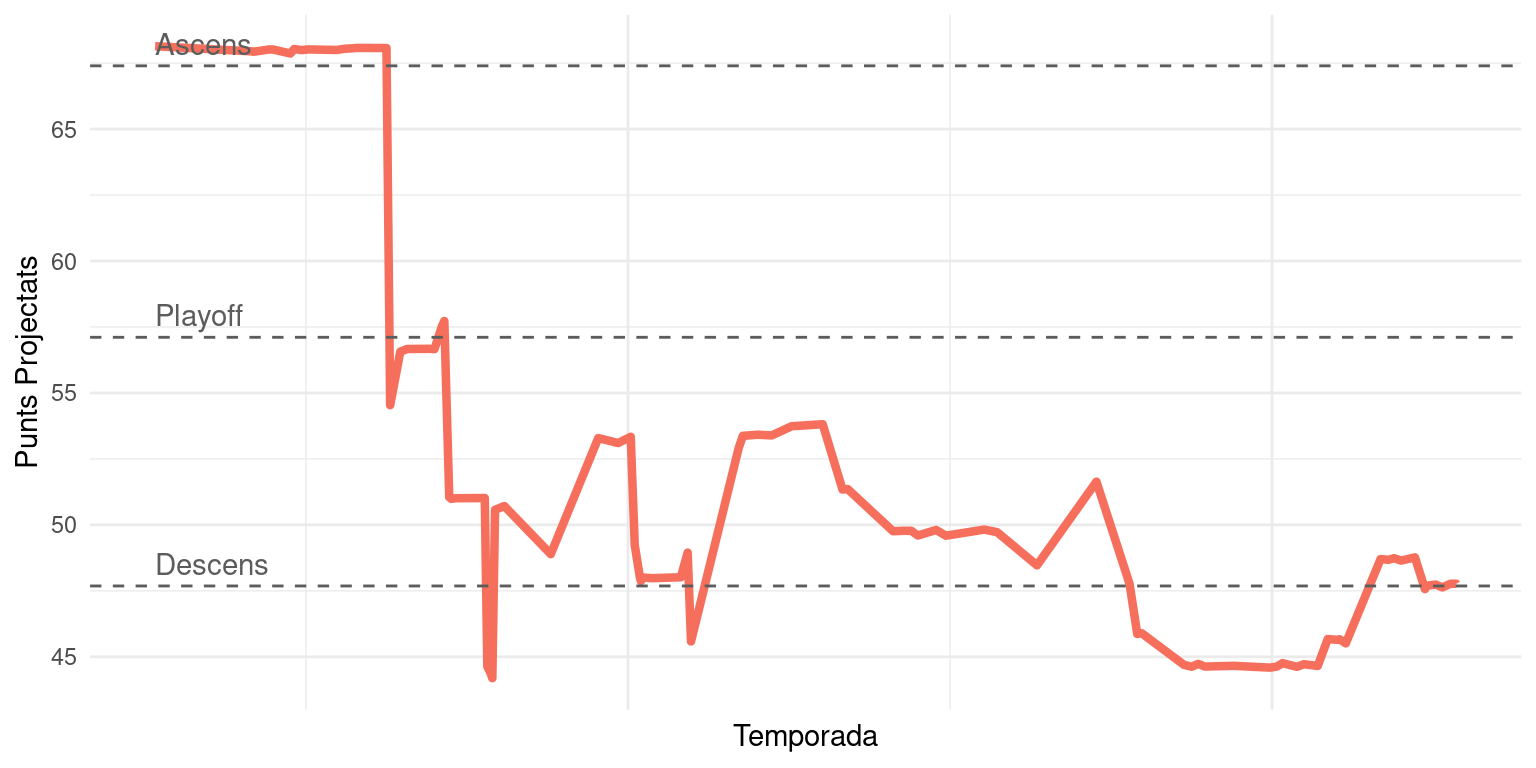 Ascens
65
60
Playoff
55
50
Descens
45
Punts Projectats
Temporada